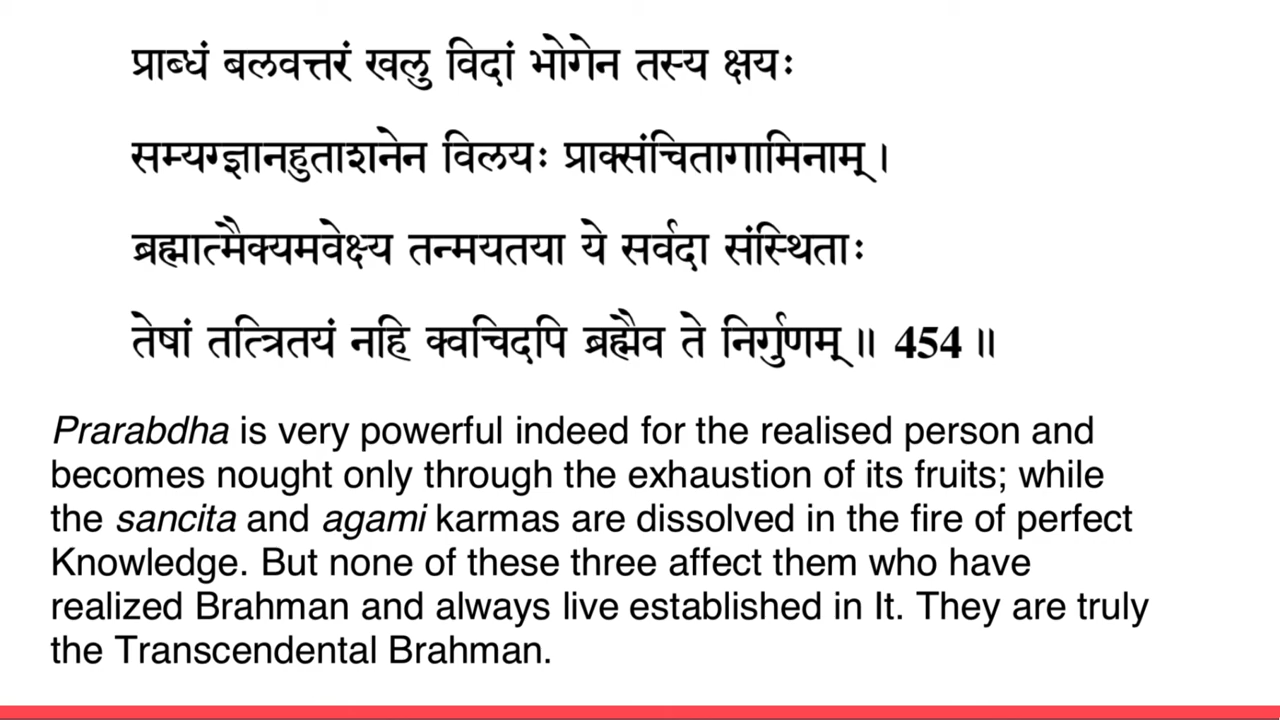 प्राब्धं बलवत्तरं खलु विदां भोगेन तस्य क्षयः
सम्यग्ज्ञानहुताशनेन विलयः प्राक्संचितागामिनाम् ।
ब्रह्मात्मैक्यमवेक्ष्य तन्मयतया ये सर्वदा संस्थिताः
तेषां तत्त्रितयं नहि क्वचिदपि ब्रह्मैव ते निर्गुणम् ॥ 454 ॥
Prarabdha is very powerful indeed for the realised person and
becomes nought only through the exhaustion of its fruits; while
the sancita and agami karmas are dissolved in the fire of perfect
Knowledge. But none of these three affect them who have
realized Brahman and always live established in It. They are truly
the Transcendental Brahman.